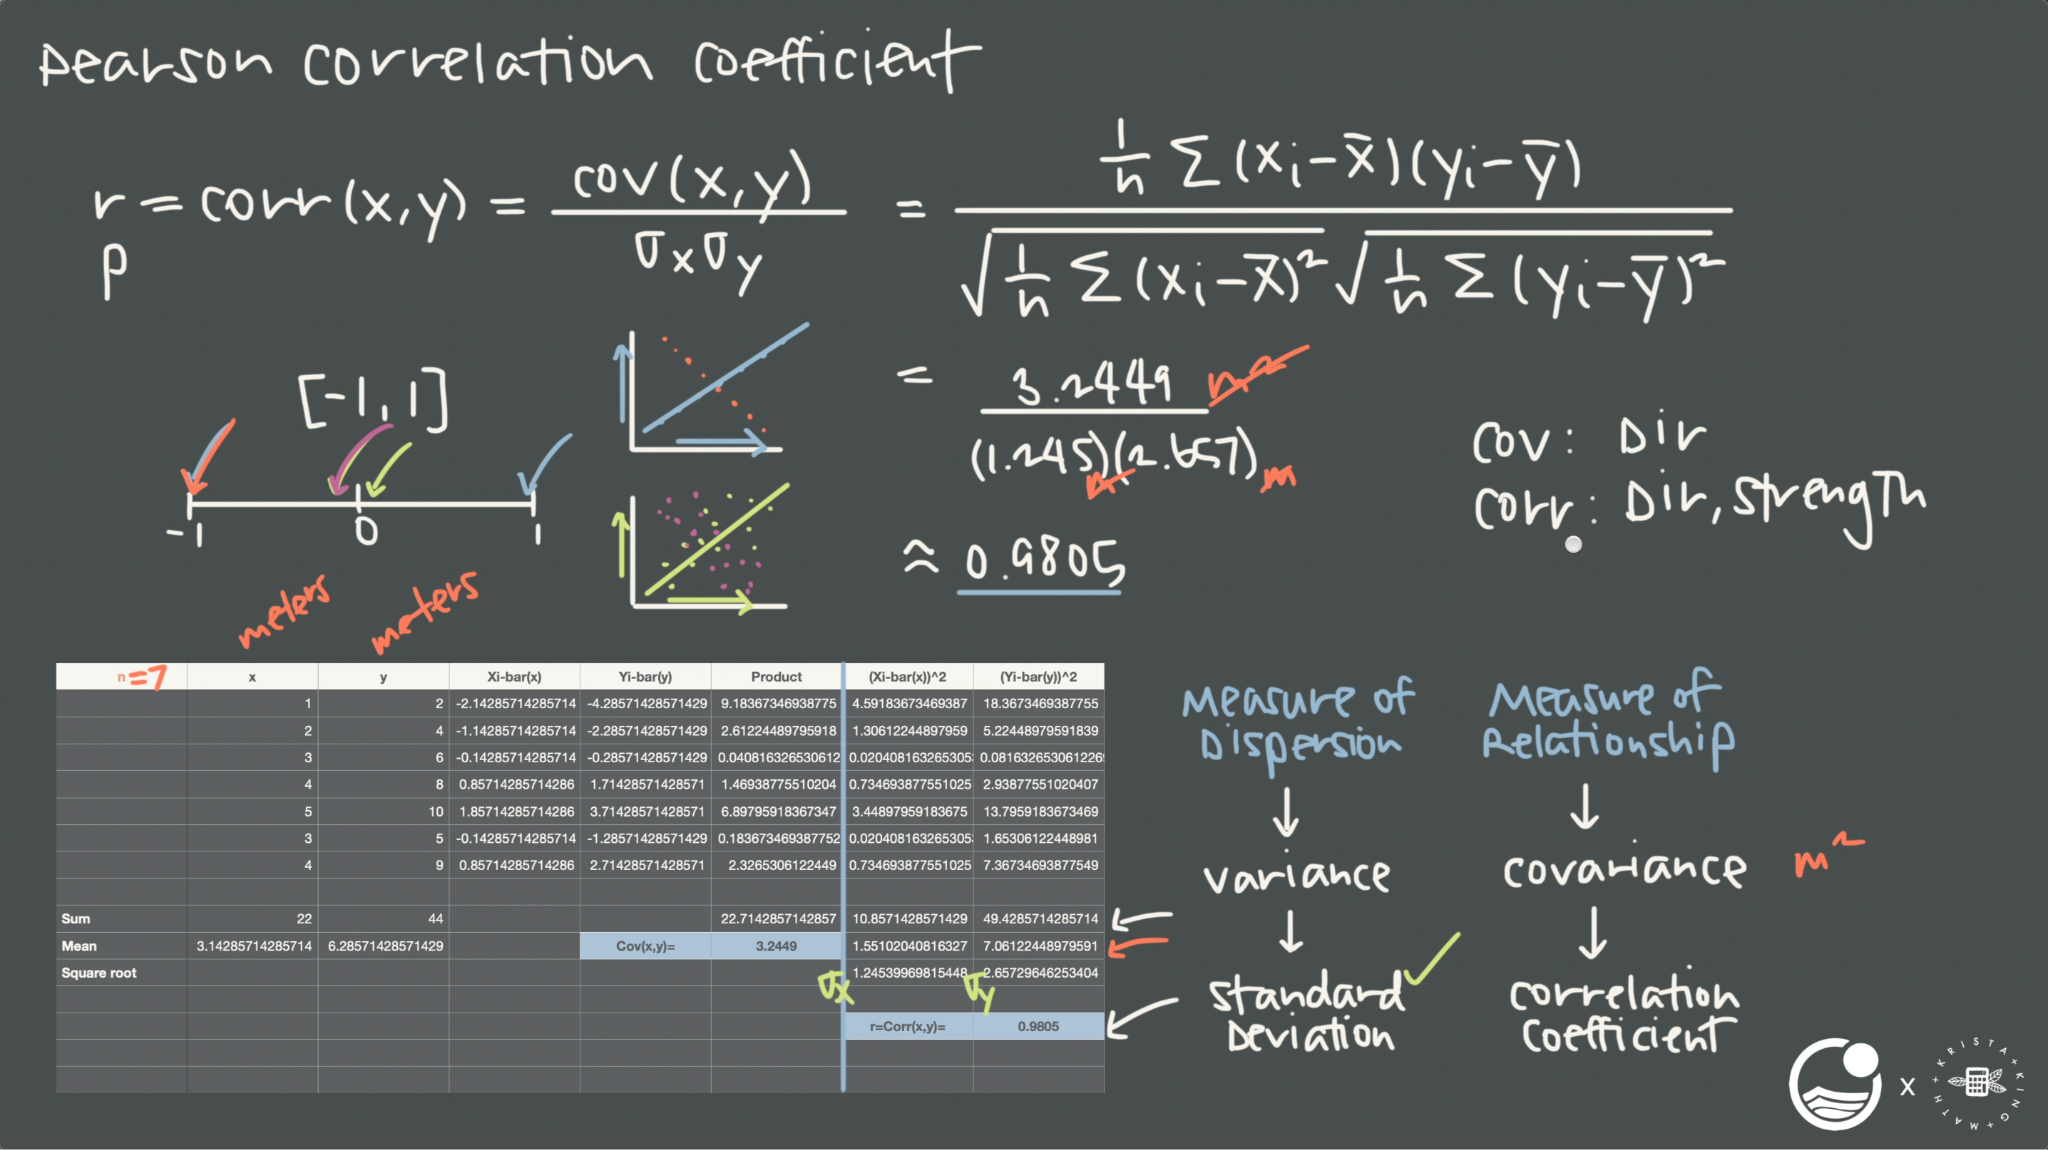 pearson correlation coefficient
r = corr(x,y) = cov(x,y) / σxσy = 1/n Σ(xi-x̄)(yi-ȳ) / √1/n Σ(xi-x̄)² √1/n Σ(yi-ȳ)²
ρ
= 3.2449 m² / (1.245)(2.657) m m
≈ 0.9805
[-1,1]
-1 0 1
cov: Dir
corr: Dir, strength
meters meters
n =7 x y Xi-bar(x) Yi-bar(y) Product (Xi-bar(x))^2 (Yi-bar(y))^2
1 2 -2.14285714285714 -4.28571428571429 9.18367346938775 4.59183673469387 18.3673469387755
2 4 -1.14285714285714 -2.28571428571429 2.61224489795918 1.30612244897959 5.22448979591839
3 6 -0.14285714285714 -0.28571428571429 0.040816326530612 0.020408163265305 0.081632653061226
4 8 0.85714285714286 1.71428571428571 1.46938775510204 0.734693877551025 2.93877551020407
5 10 1.85714285714286 3.71428571428571 6.89795918367347 3.44897959183675 13.7959183673469
3 5 -0.14285714285714 -1.28571428571429 0.183673469387752 0.020408163265305 1.65306122448981
4 9 0.85714285714286 2.71428571428571 2.3265306122449 0.734693877551025 7.36734693877549
Sum 22 44 22.7142857142857 10.8571428571429 49.4285714285714
Mean 3.14285714285714 6.28571428571429 Cov(x,y)= 3.2449 1.55102040816327 7.06122448979591
Square root 1.24539969815448 2.65729646253404
σx σy
r=Corr(x,y)= 0.9805
Measure of
Dispersion
variance
standard
Deviation
Measure of
Relationship
covariance m²
correlation
coefficient
X
KRISTA + KING + MATH +